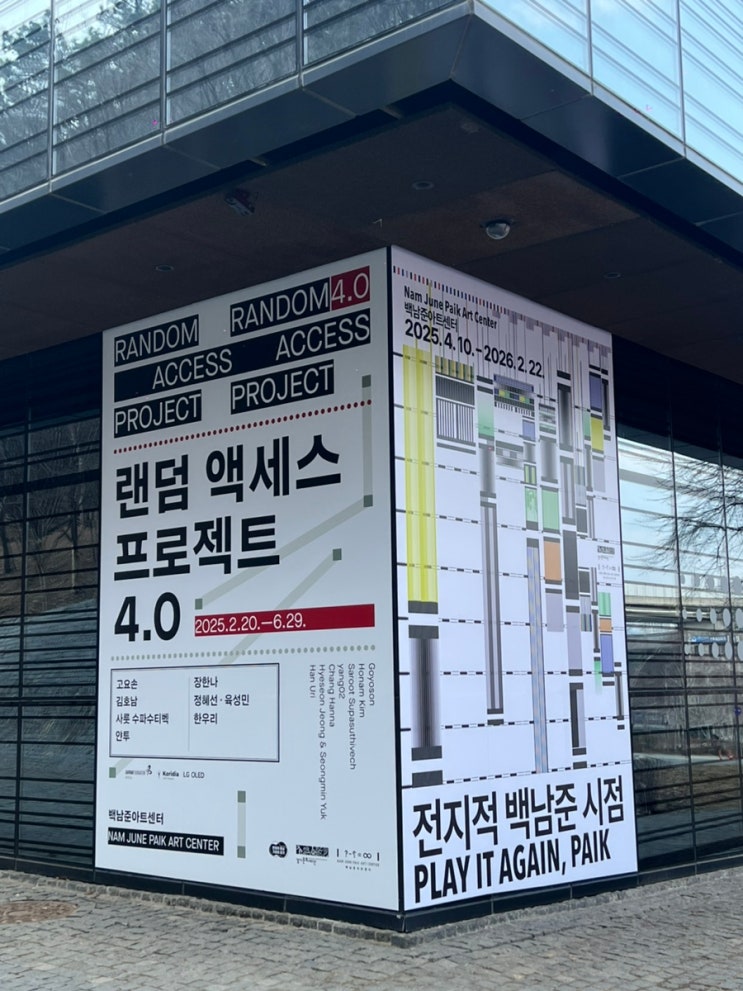 RANDOM RANDOM 4.0
ACCESS ACCESS
PROJECT PROJECT
랜덤 액세스
프로젝트
4.0
2025.2.20.—6.29.
고요손
김호남
사룻 수파수티벡
얀투
장한나
정혜선·육성민
한우리
Goyoson
Honam Kim
Saroot Supasuthivech
yang02
Chang Hanna
Hyeseon Jeong & Seongmin Yuk
Han Uri
Koridia
LG OLED
백남준아트센터
NAM JUNE PAIK ART CENTER
Nam June Paik Art Center
백남준아트센터
2025.4.10.–2026.2.22.
전지적 백남준 시점
PLAY IT AGAIN, PAIK